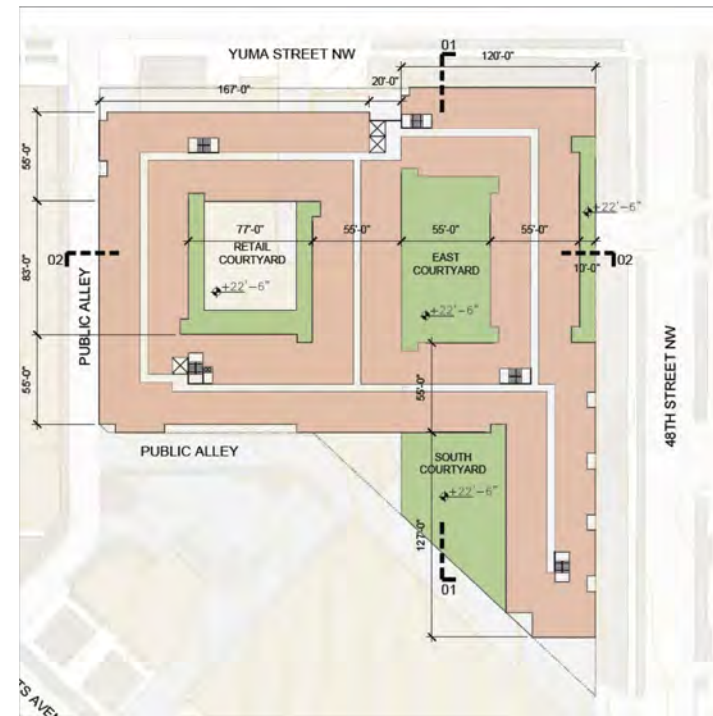 01
YUMA STREET NW
120'-0"
20'-0"
167'-0"
55'-0"
+22'-6"
77'-0"
55'-0"
55'-0"
55'-0"
02
RETAIL
COURTYARD
EAST
COURTYARD
10'-0"
02
83'-0"
+22'-6"
+22'-6"
PUBLIC ALLEY
55'-0"
55'-0"
48TH STREET NW
PUBLIC ALLEY
SOUTH
COURTYARD
+22'-6"
127'-0"
01
TS AVEN